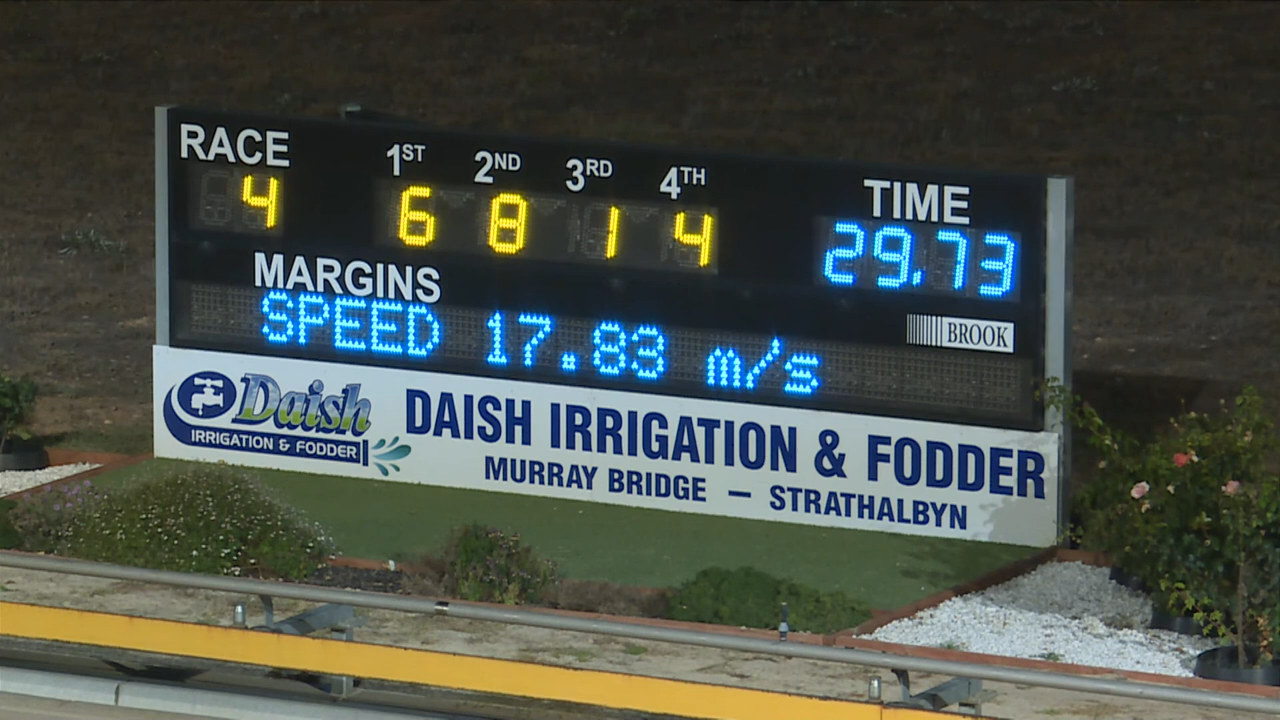 RACE 1ST 2ND 3RD 4TH TIME
4 6 8 1 4 29.73
MARGINS
SPEED 17.83 m/s
BROOK
Daish
IRRIGATION & FODDER
DAISH IRRIGATION & FODDER
MURRAY BRIDGE – STRATHALBYN